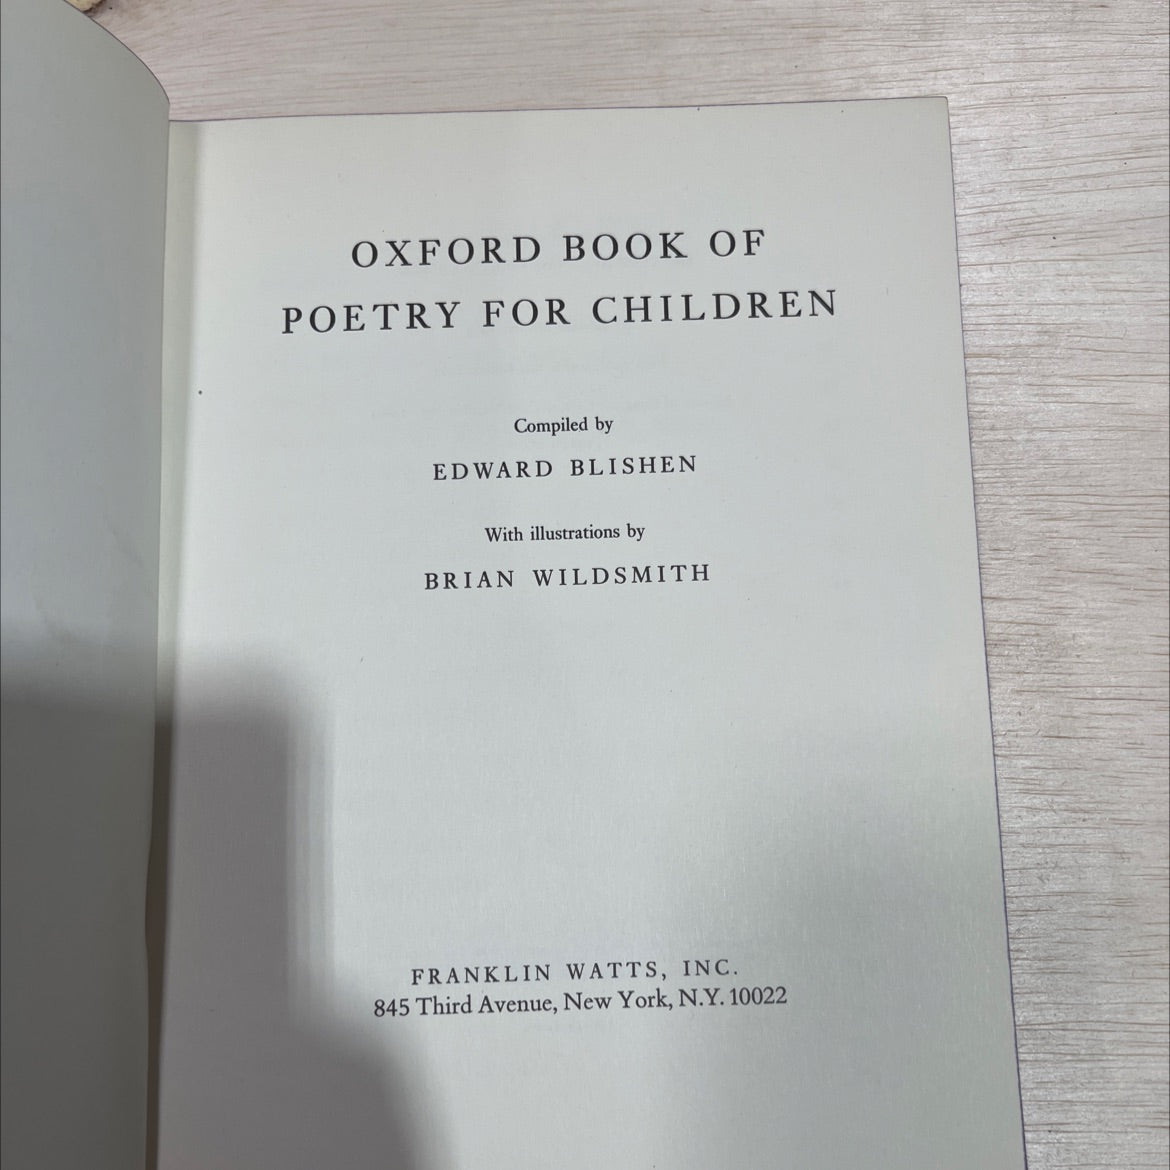 OXFORD BOOK OF
POETRY FOR CHILDREN
Compiled by
EDWARD BLISHEN
With illustrations by
BRIAN WILDSMITH
FRANKLIN WATTS, INC.
845 Third Avenue, New York, N.Y. 10022